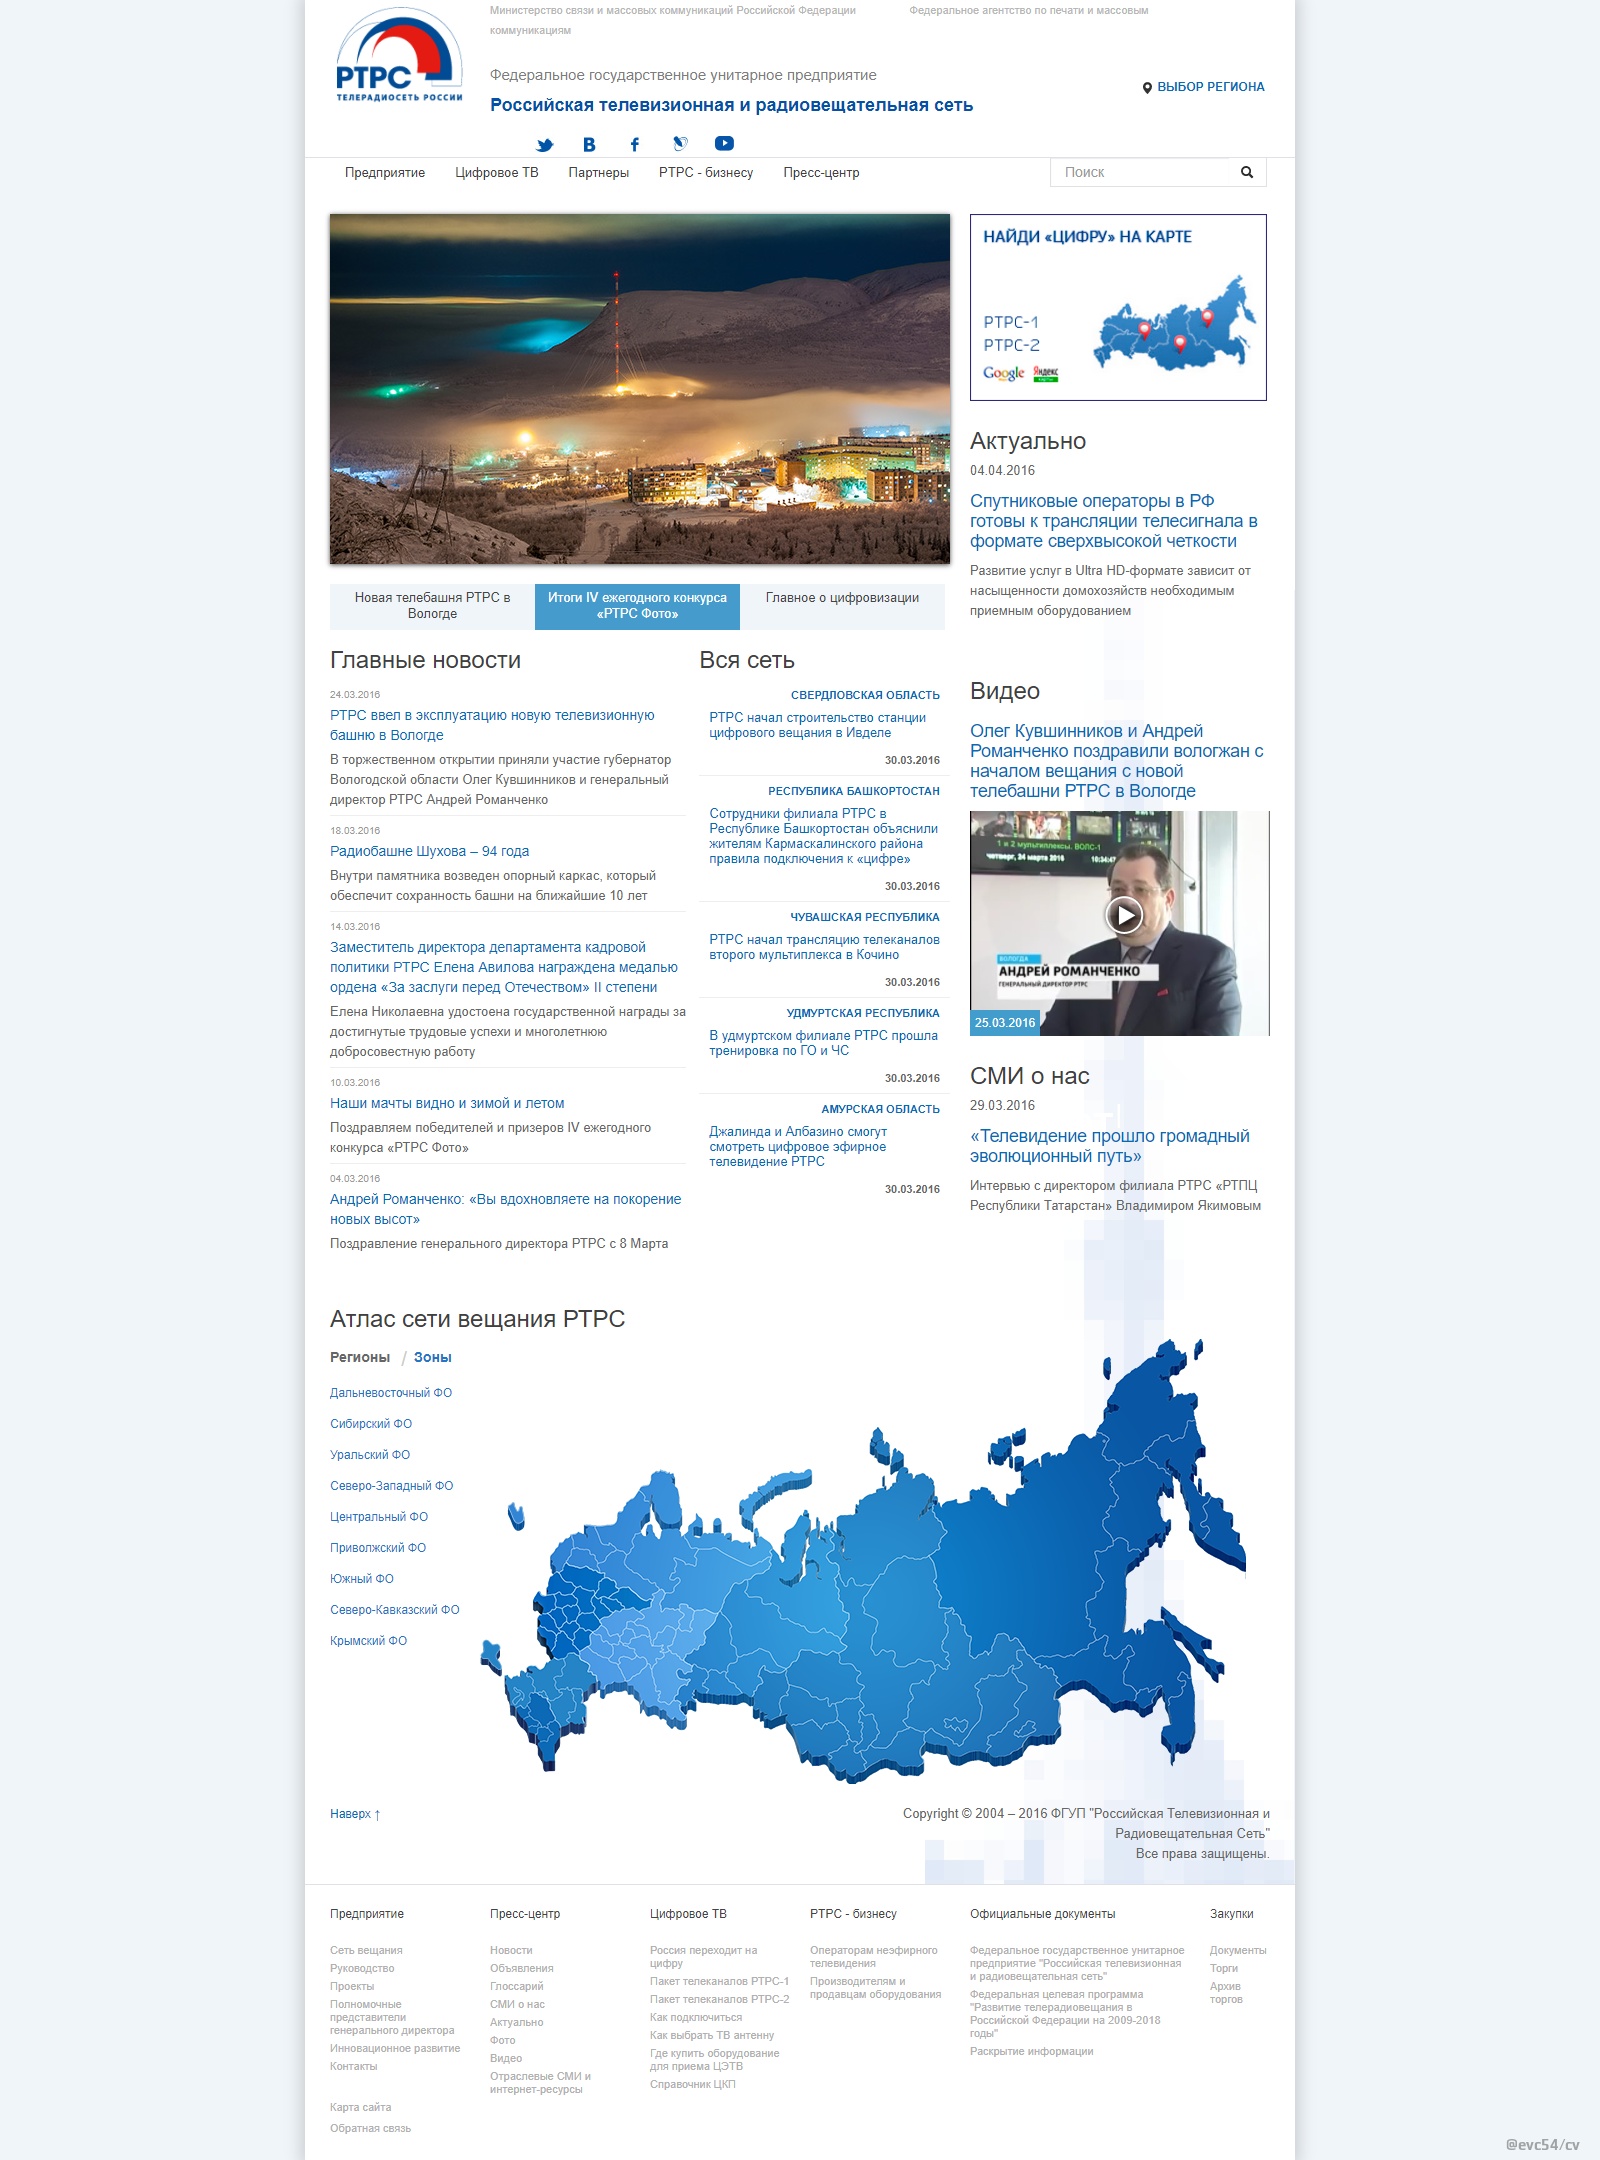 Министерство связи и массовых коммуникаций Российской Федерации Федеральное агентство по печати и массовым
коммуникациям
РТРС
ТЕЛЕРАДИОСЕТЬ РОССИИ
Федеральное государственное унитарное предприятие
Российская телевизионная и радиовещательная сеть
ВЫБОР РЕГИОНА
Предприятие Цифровое ТВ Партнеры РТРС - бизнесу Пресс-центр Поиск
НАЙДИ «ЦИФРУ» НА КАРТЕ
РТРС-1
РТРС-2
Google Яндекс
Новая телебашня РТРС в
Вологде
Итоги IV ежегодного конкурса
«РТРС Фото»
Главное о цифровизации
Актуально
04.04.2016
Спутниковые операторы в РФ
готовы к трансляции телесигнала в
формате сверхвысокой четкости
Развитие услуг в Ultra HD-формате зависит от
насыщенности домохозяйств необходимым
приемным оборудованием
Главные новости
24.03.2016
РТРС ввел в эксплуатацию новую телевизионную
башню в Вологде
В торжественном открытии приняли участие губернатор
Вологодской области Олег Кувшинников и генеральный
директор РТРС Андрей Романченко
18.03.2016
Радиобашне Шухова – 94 года
Внутри памятника возведен опорный каркас, который
обеспечит сохранность башни на ближайшие 10 лет
14.03.2016
Заместитель директора департамента кадровой
политики РТРС Елена Авилова награждена медалью
ордена «За заслуги перед Отечеством» II степени
Елена Николаевна удостоена государственной награды за
достигнутые трудовые успехи и многолетнюю
добросовестную работу
10.03.2016
Наши мачты видно и зимой и летом
Поздравляем победителей и призеров IV ежегодного
конкурса «РТРС Фото»
04.03.2016
Андрей Романченко: «Вы вдохновляете на покорение
новых высот»
Поздравление генерального директора РТРС с 8 Марта
Вся сеть
СВЕРДЛОВСКАЯ ОБЛАСТЬ
РТРС начал строительство станции
цифрового вещания в Ивделе
30.03.2016
РЕСПУБЛИКА БАШКОРТОСТАН
Сотрудники филиала РТРС в
Республике Башкортостан объяснили
жителям Кармаскалинского района
правила подключения к «цифре»
30.03.2016
ЧУВАШСКАЯ РЕСПУБЛИКА
РТРС начал трансляцию телеканалов
второго мультиплекса в Кочино
30.03.2016
УДМУРТСКАЯ РЕСПУБЛИКА
В удмуртском филиале РТРС прошла
тренировка по ГО и ЧС
30.03.2016
АМУРСКАЯ ОБЛАСТЬ
Джалинда и Албазино смогут
смотреть цифровое эфирное
телевидение РТРС
30.03.2016
Видео
Олег Кувшинников и Андрей
Романченко поздравили вологжан с
началом вещания с новой
телебашни РТРС в Вологде
1 и 2 мультиплексы. ВОЛС-1
четверг, 24 марта 2016 10:34:47
ВОЛОГДА
АНДРЕЙ РОМАНЧЕНКО
ГЕНЕРАЛЬНЫЙ ДИРЕКТОР РТРС
25.03.2016
СМИ о нас
29.03.2016
«Телевидение прошло громадный
эволюционный путь»
Интервью с директором филиала РТРС «РТПЦ
Республики Татарстан» Владимиром Якимовым
Атлас сети вещания РТРС
Регионы / Зоны
Дальневосточный ФО
Сибирский ФО
Уральский ФО
Северо-Западный ФО
Центральный ФО
Приволжский ФО
Южный ФО
Северо-Кавказский ФО
Крымский ФО
Наверх ↑
Copyright © 2004 – 2016 ФГУП "Российская Телевизионная и
Радиовещательная Сеть"
Все права защищены.
Предприятие
Сеть вещания
Руководство
Проекты
Полномочные
представители
генерального директора
Инновационное развитие
Контакты
Карта сайта
Обратная связь
Пресс-центр
Новости
Объявления
Глоссарий
СМИ о нас
Актуально
Фото
Видео
Отраслевые СМИ и
интернет-ресурсы
Цифровое ТВ
Россия переходит на
цифру
Пакет телеканалов РТРС-1
Пакет телеканалов РТРС-2
Как подключиться
Как выбрать ТВ антенну
Где купить оборудование
для приема ЦЭТВ
Справочник ЦКП
РТРС - бизнесу
Операторам неэфирного
телевидения
Производителям и
продавцам оборудования
Официальные документы
Федеральное государственное унитарное
предприятие "Российская телевизионная
и радиовещательная сеть"
Федеральная целевая программа
"Развитие телерадиовещания в
Российской Федерации на 2009-2018
годы"
Раскрытие информации
Закупки
Документы
Торги
Архив
торгов
@evc54/cv